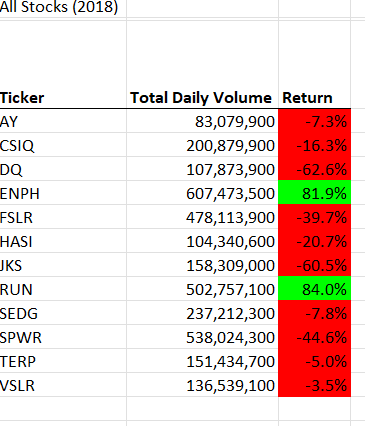 All Stocks (2018)
Ticker Total Daily Volume Return
AY 83,079,900 -7.3%
CSIQ 200,879,900 -16.3%
DQ 107,873,900 -62.6%
ENPH 607,473,500 81.9%
FSLR 478,113,900 -39.7%
HASI 104,340,600 -20.7%
JKS 158,309,000 -60.5%
RUN 502,757,100 84.0%
SEDG 237,212,300 -7.8%
SPWR 538,024,300 -44.6%
TERP 151,434,700 -5.0%
VSLR 136,539,100 -3.5%